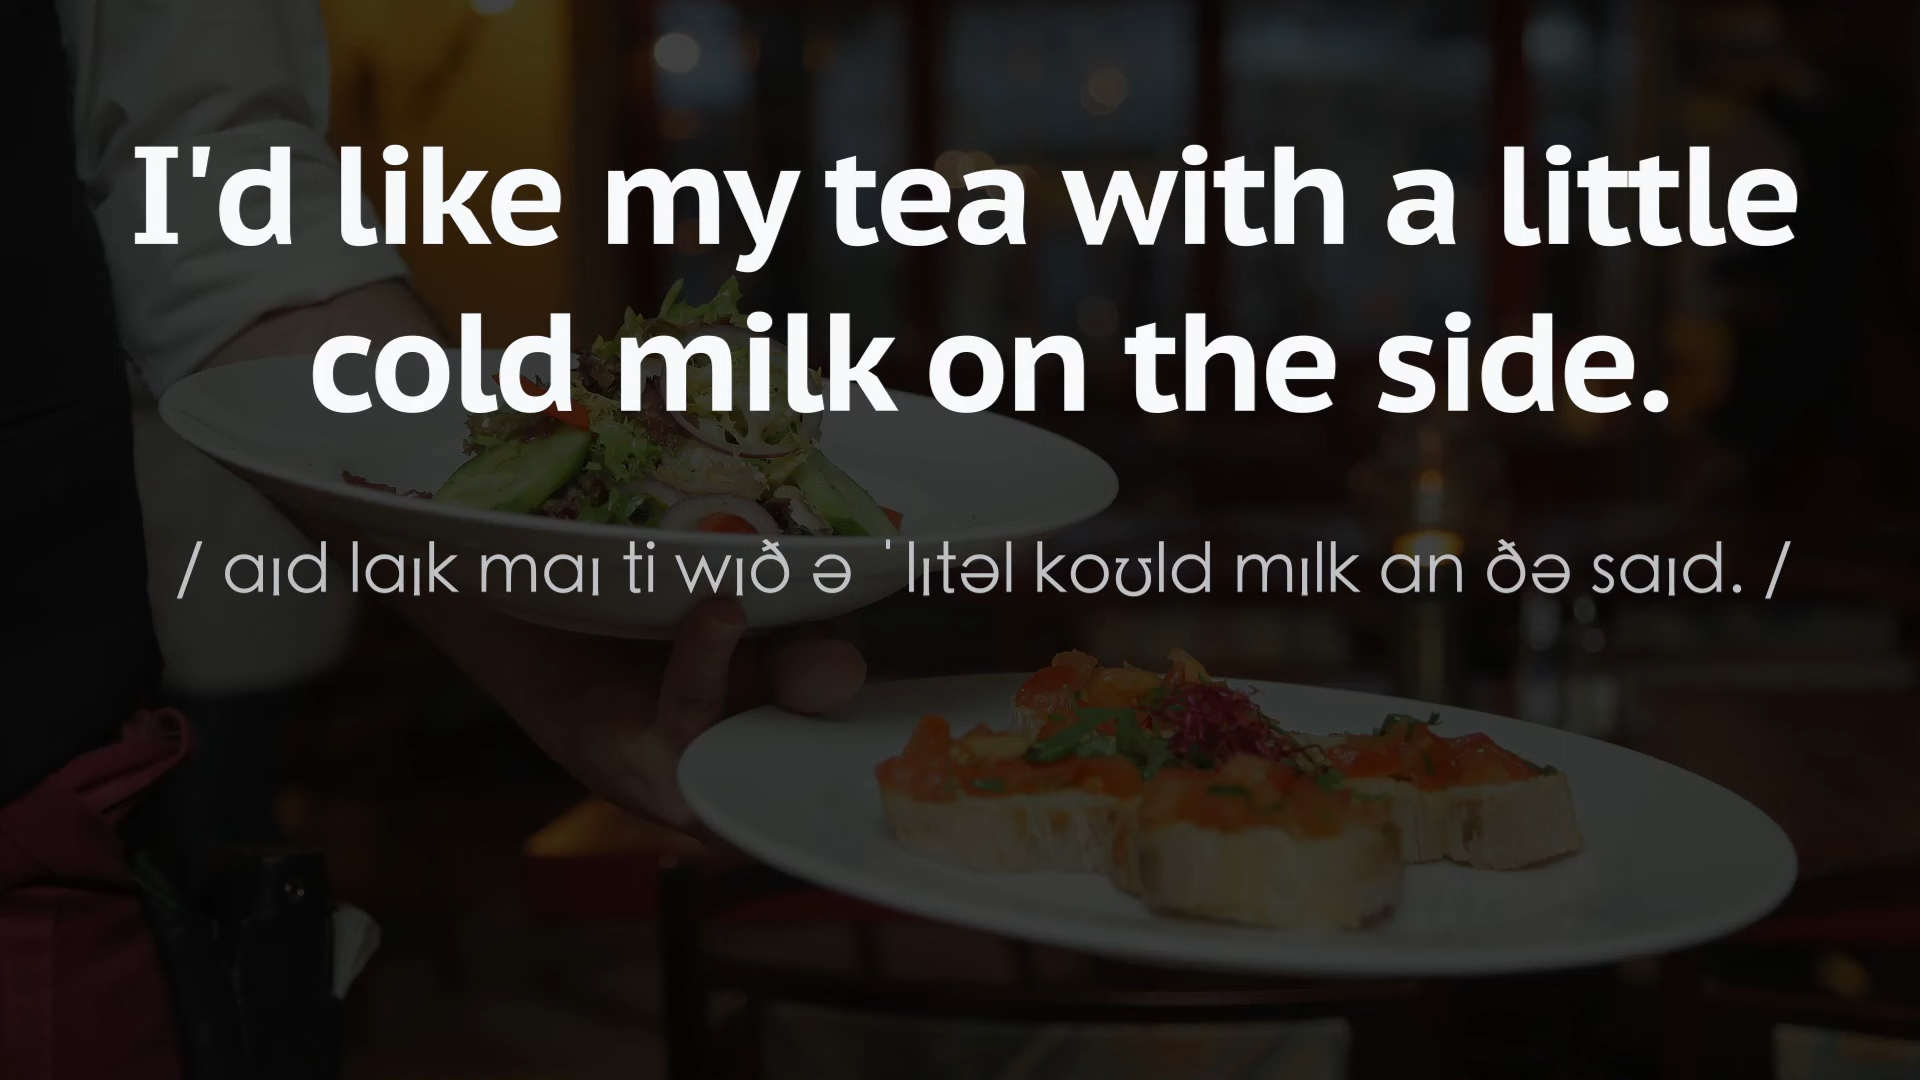 I'd like my tea with a little
cold milk on the side.
/ aɪd laɪk maɪ ti wɪð ə ˈlɪtəl koʊld mɪlk ɑn ðə saɪd. /